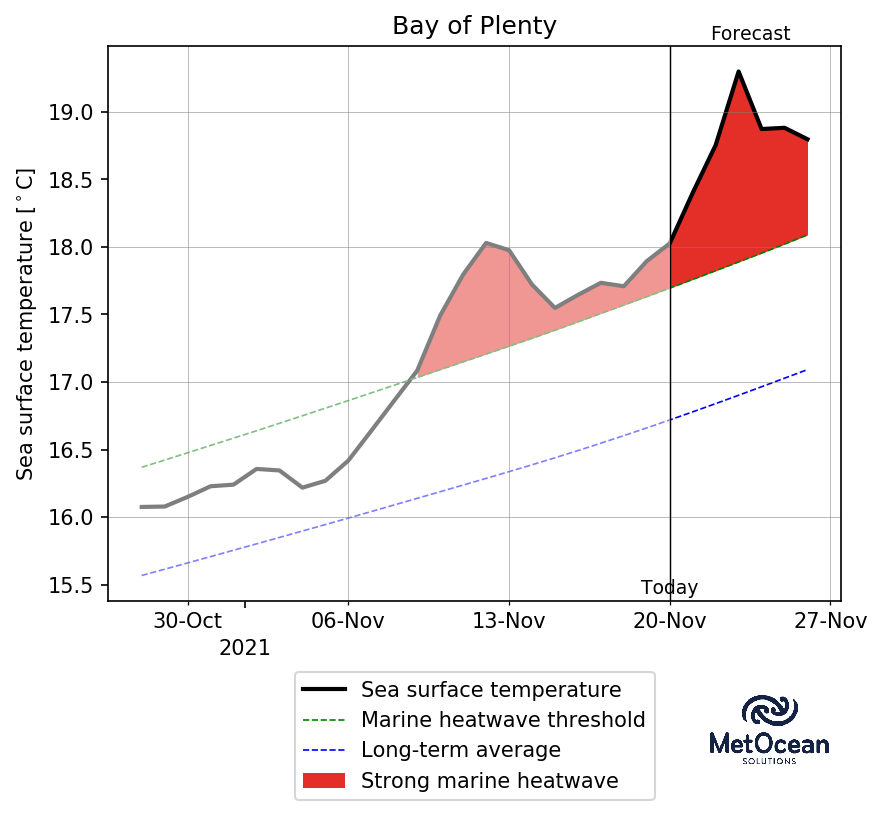 Bay of Plenty
Forecast
Sea surface temperature [°C]
19.0
18.5
18.0
17.5
17.0
16.5
16.0
15.5
Today
30-Oct
06-Nov
13-Nov
20-Nov
27-Nov
2021
Sea surface temperature
Marine heatwave threshold
Long-term average
Strong marine heatwave
MetOcean
SOLUTIONS